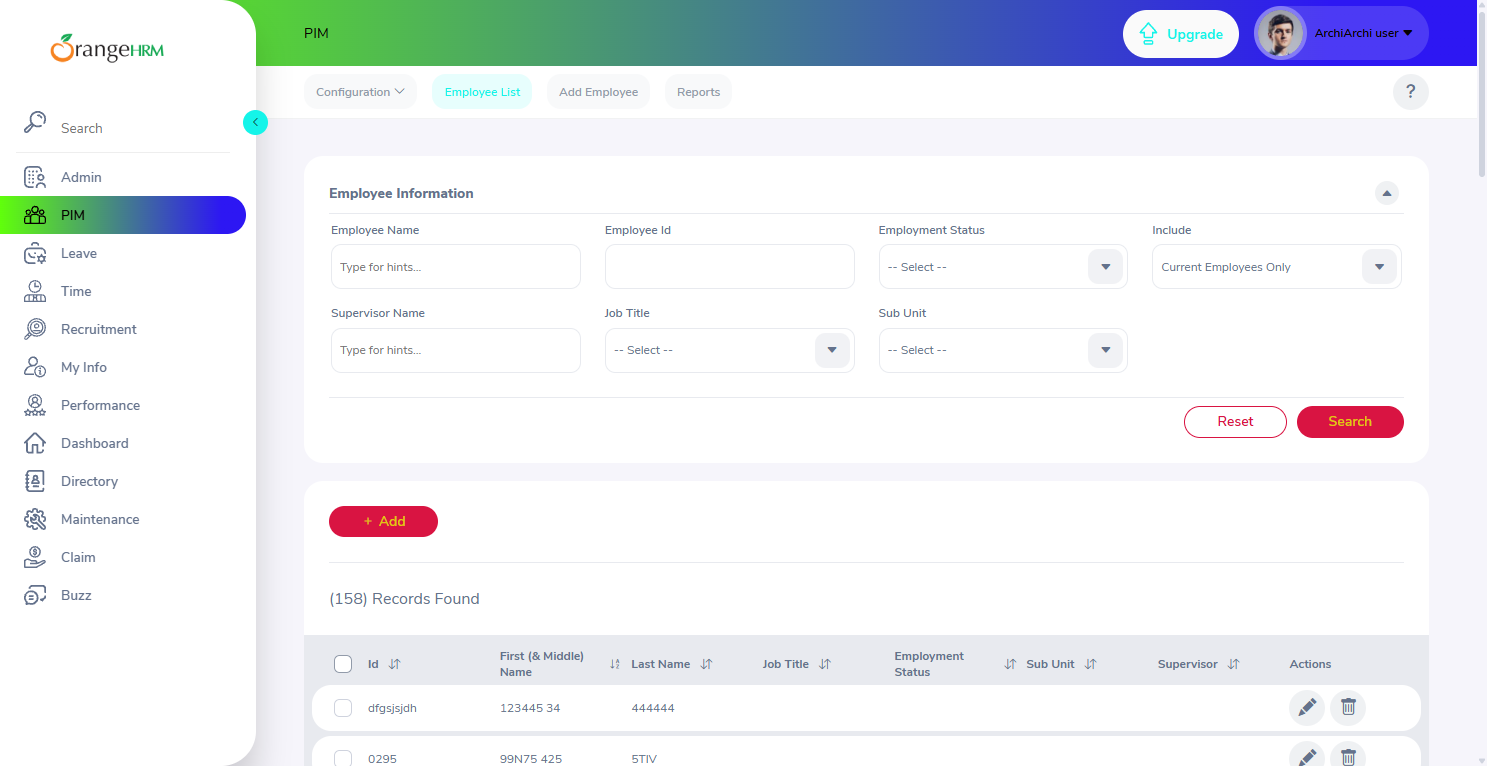 OrangeHRM
Search
Admin
PIM
Leave
Time
Recruitment
My Info
Performance
Dashboard
Directory
Maintenance
Claim
Buzz
PIM
Upgrade
ArchiArchi user
Configuration
Employee List
Add Employee
Reports
?
Employee Information
Employee Name
Employee Id
Employment Status
Include
Type for hints...
-- Select --
Current Employees Only
Supervisor Name
Job Title
Sub Unit
Type for hints...
-- Select --
-- Select --
Reset
Search
+ Add
(158) Records Found
Id
First (& Middle)
Name
Last Name
Job Title
Employment
Status
Sub Unit
Supervisor
Actions
dfgsjsjdh
123445 34
444444
0295
99N75 425
5TIV